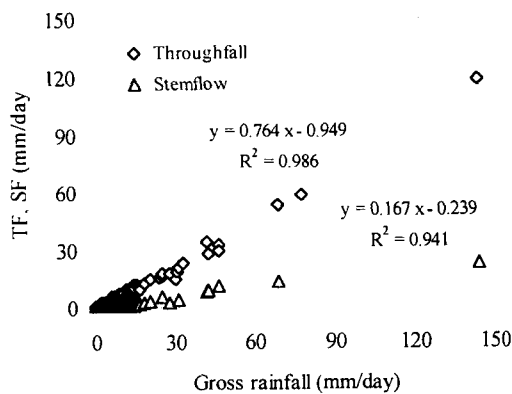 150
Throughfall
120
Stemflow
90
y = 0.764 x - 0.949
R² = 0.986
60
y = 0.167 x - 0.239
R² = 0.941
30
0
TF, SF (mm/day)
0 30 60 90 120 150
Gross rainfall (mm/day)